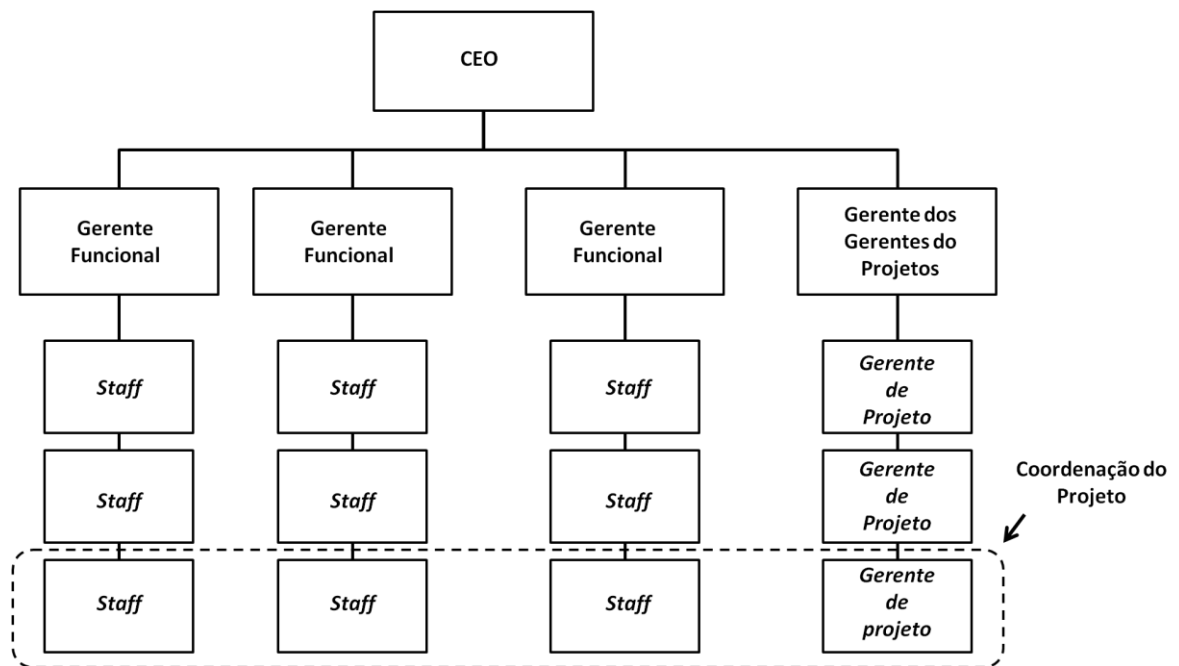 CEO
Gerente
Funcional
Gerente
Funcional
Gerente
Funcional
Gerente dos
Gerentes do
Projetos
Staff
Staff
Staff
Gerente
de
Projeto
Staff
Staff
Staff
Gerente
de
Projeto
Coordenação do
Projeto
Staff
Staff
Staff
Gerente
de
projeto